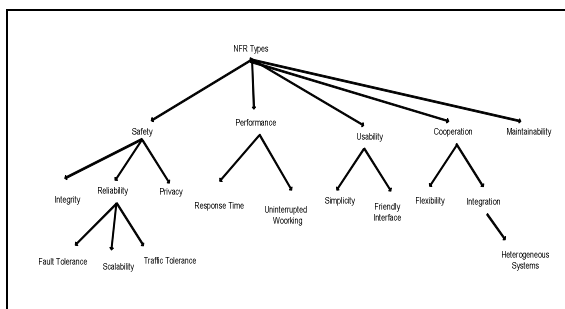 NFR Types
Safety
Performance
Usability
Cooperation
Maintainability
Integrity
Reliability
Privacy
Response Time
Uninterrupted
Woorking
Simplicity
Friendly
Interface
Flexibility
Integration
Fault Tolerance
Scalability
Traffic Tolerance
Heterogeneous
Systems